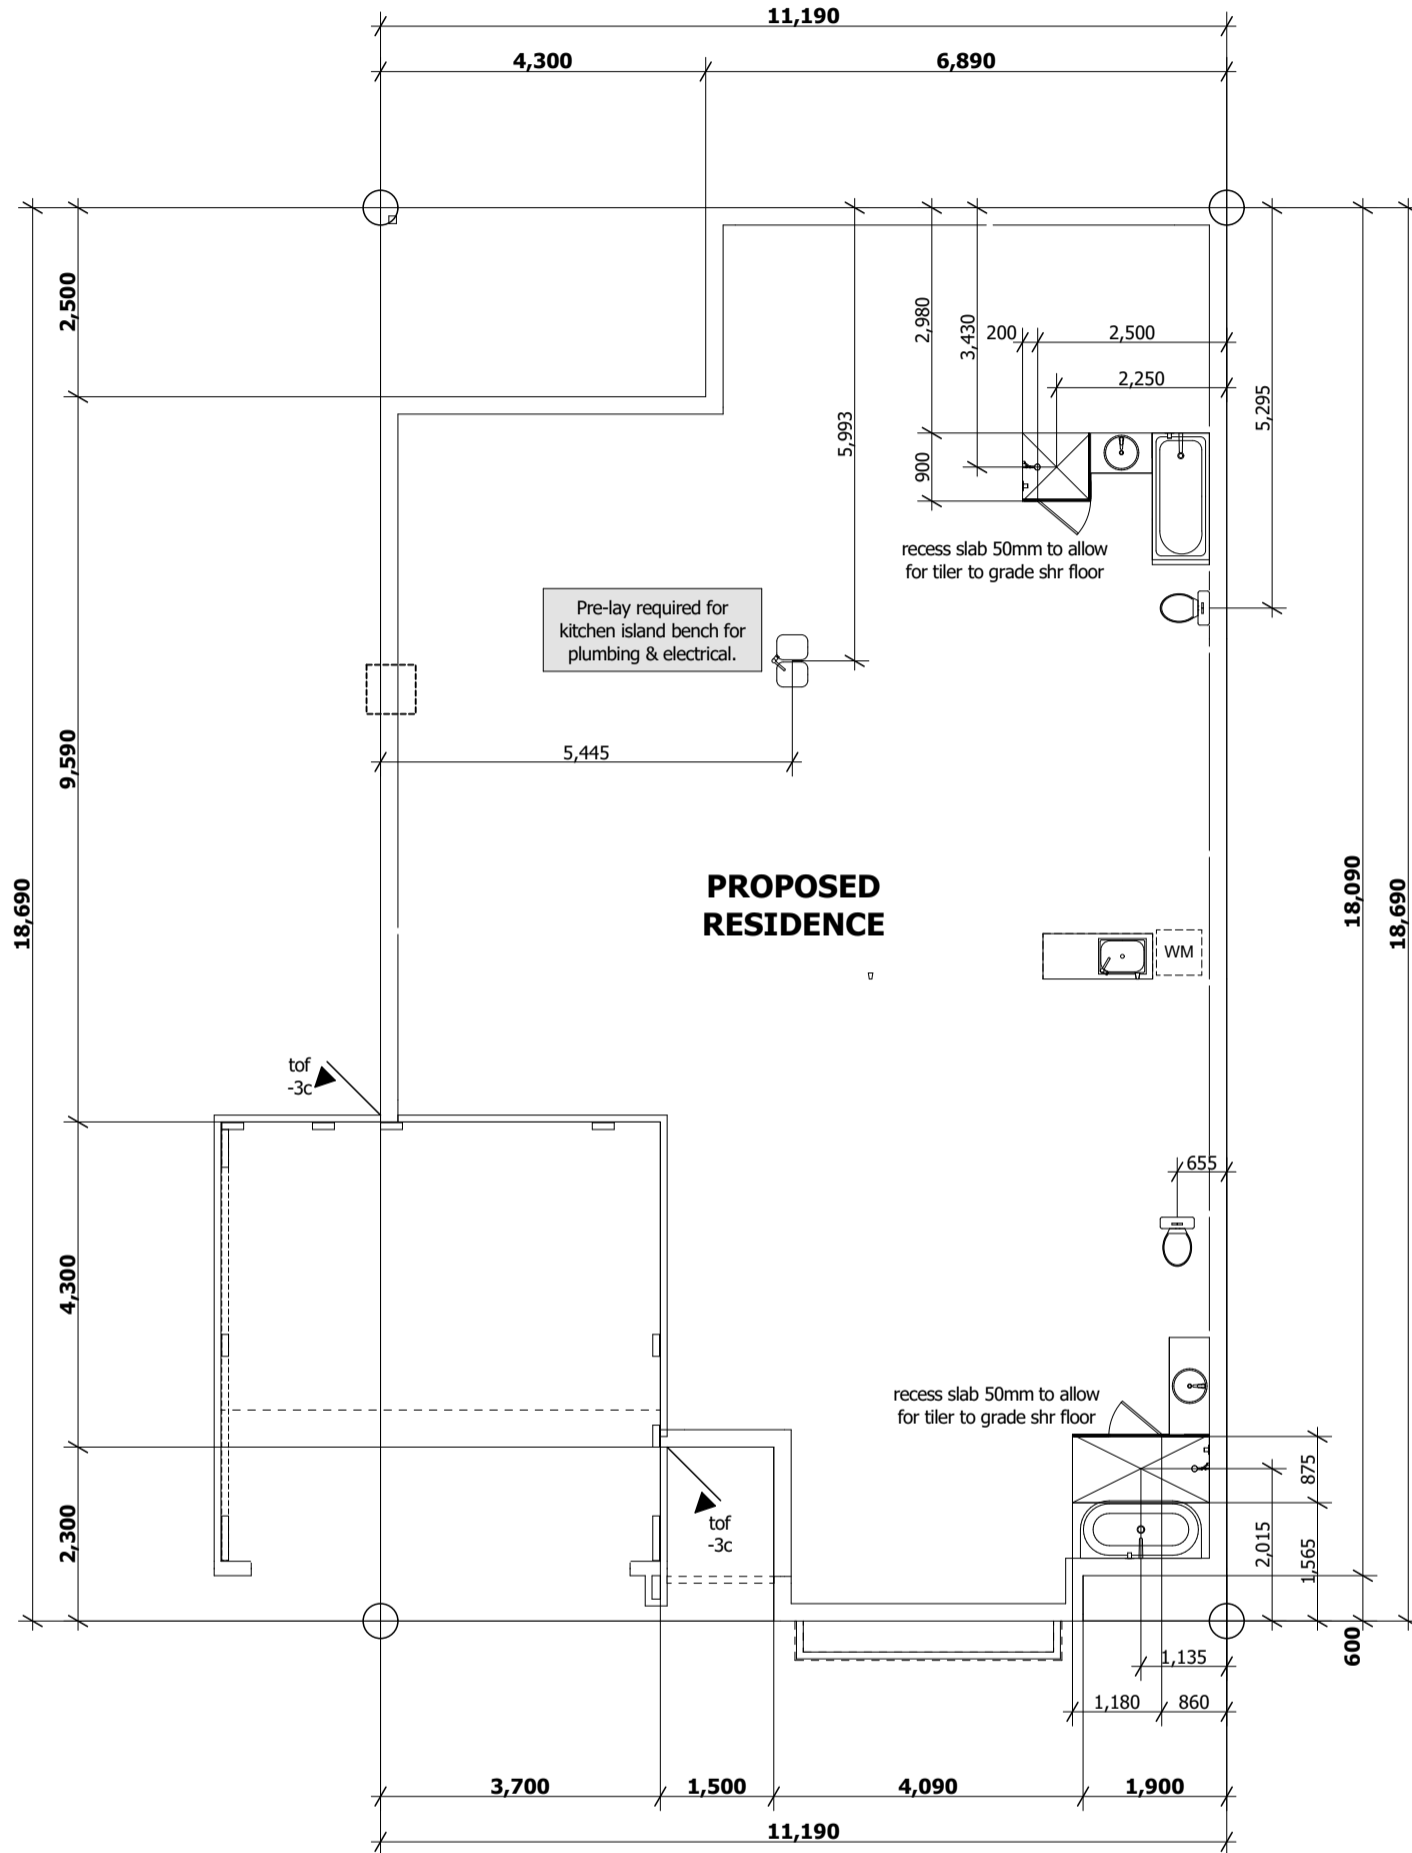 11,190
4,300
6,890
2,500
2,980
3,430
200
2,500
2,250
5,295
5,993
900
recess slab 50mm to allow
for tiler to grade shr floor
Pre-lay required for
kitchen island bench for
plumbing & electrical.
5,445
9,590
18,690
PROPOSED
RESIDENCE
WM
18,090
18,690
tof
-3c
655
4,300
recess slab 50mm to allow
for tiler to grade shr floor
875
2,300
tof
-3c
2,015
1,565
600
1,135
1,180
860
3,700
1,500
4,090
1,900
11,190